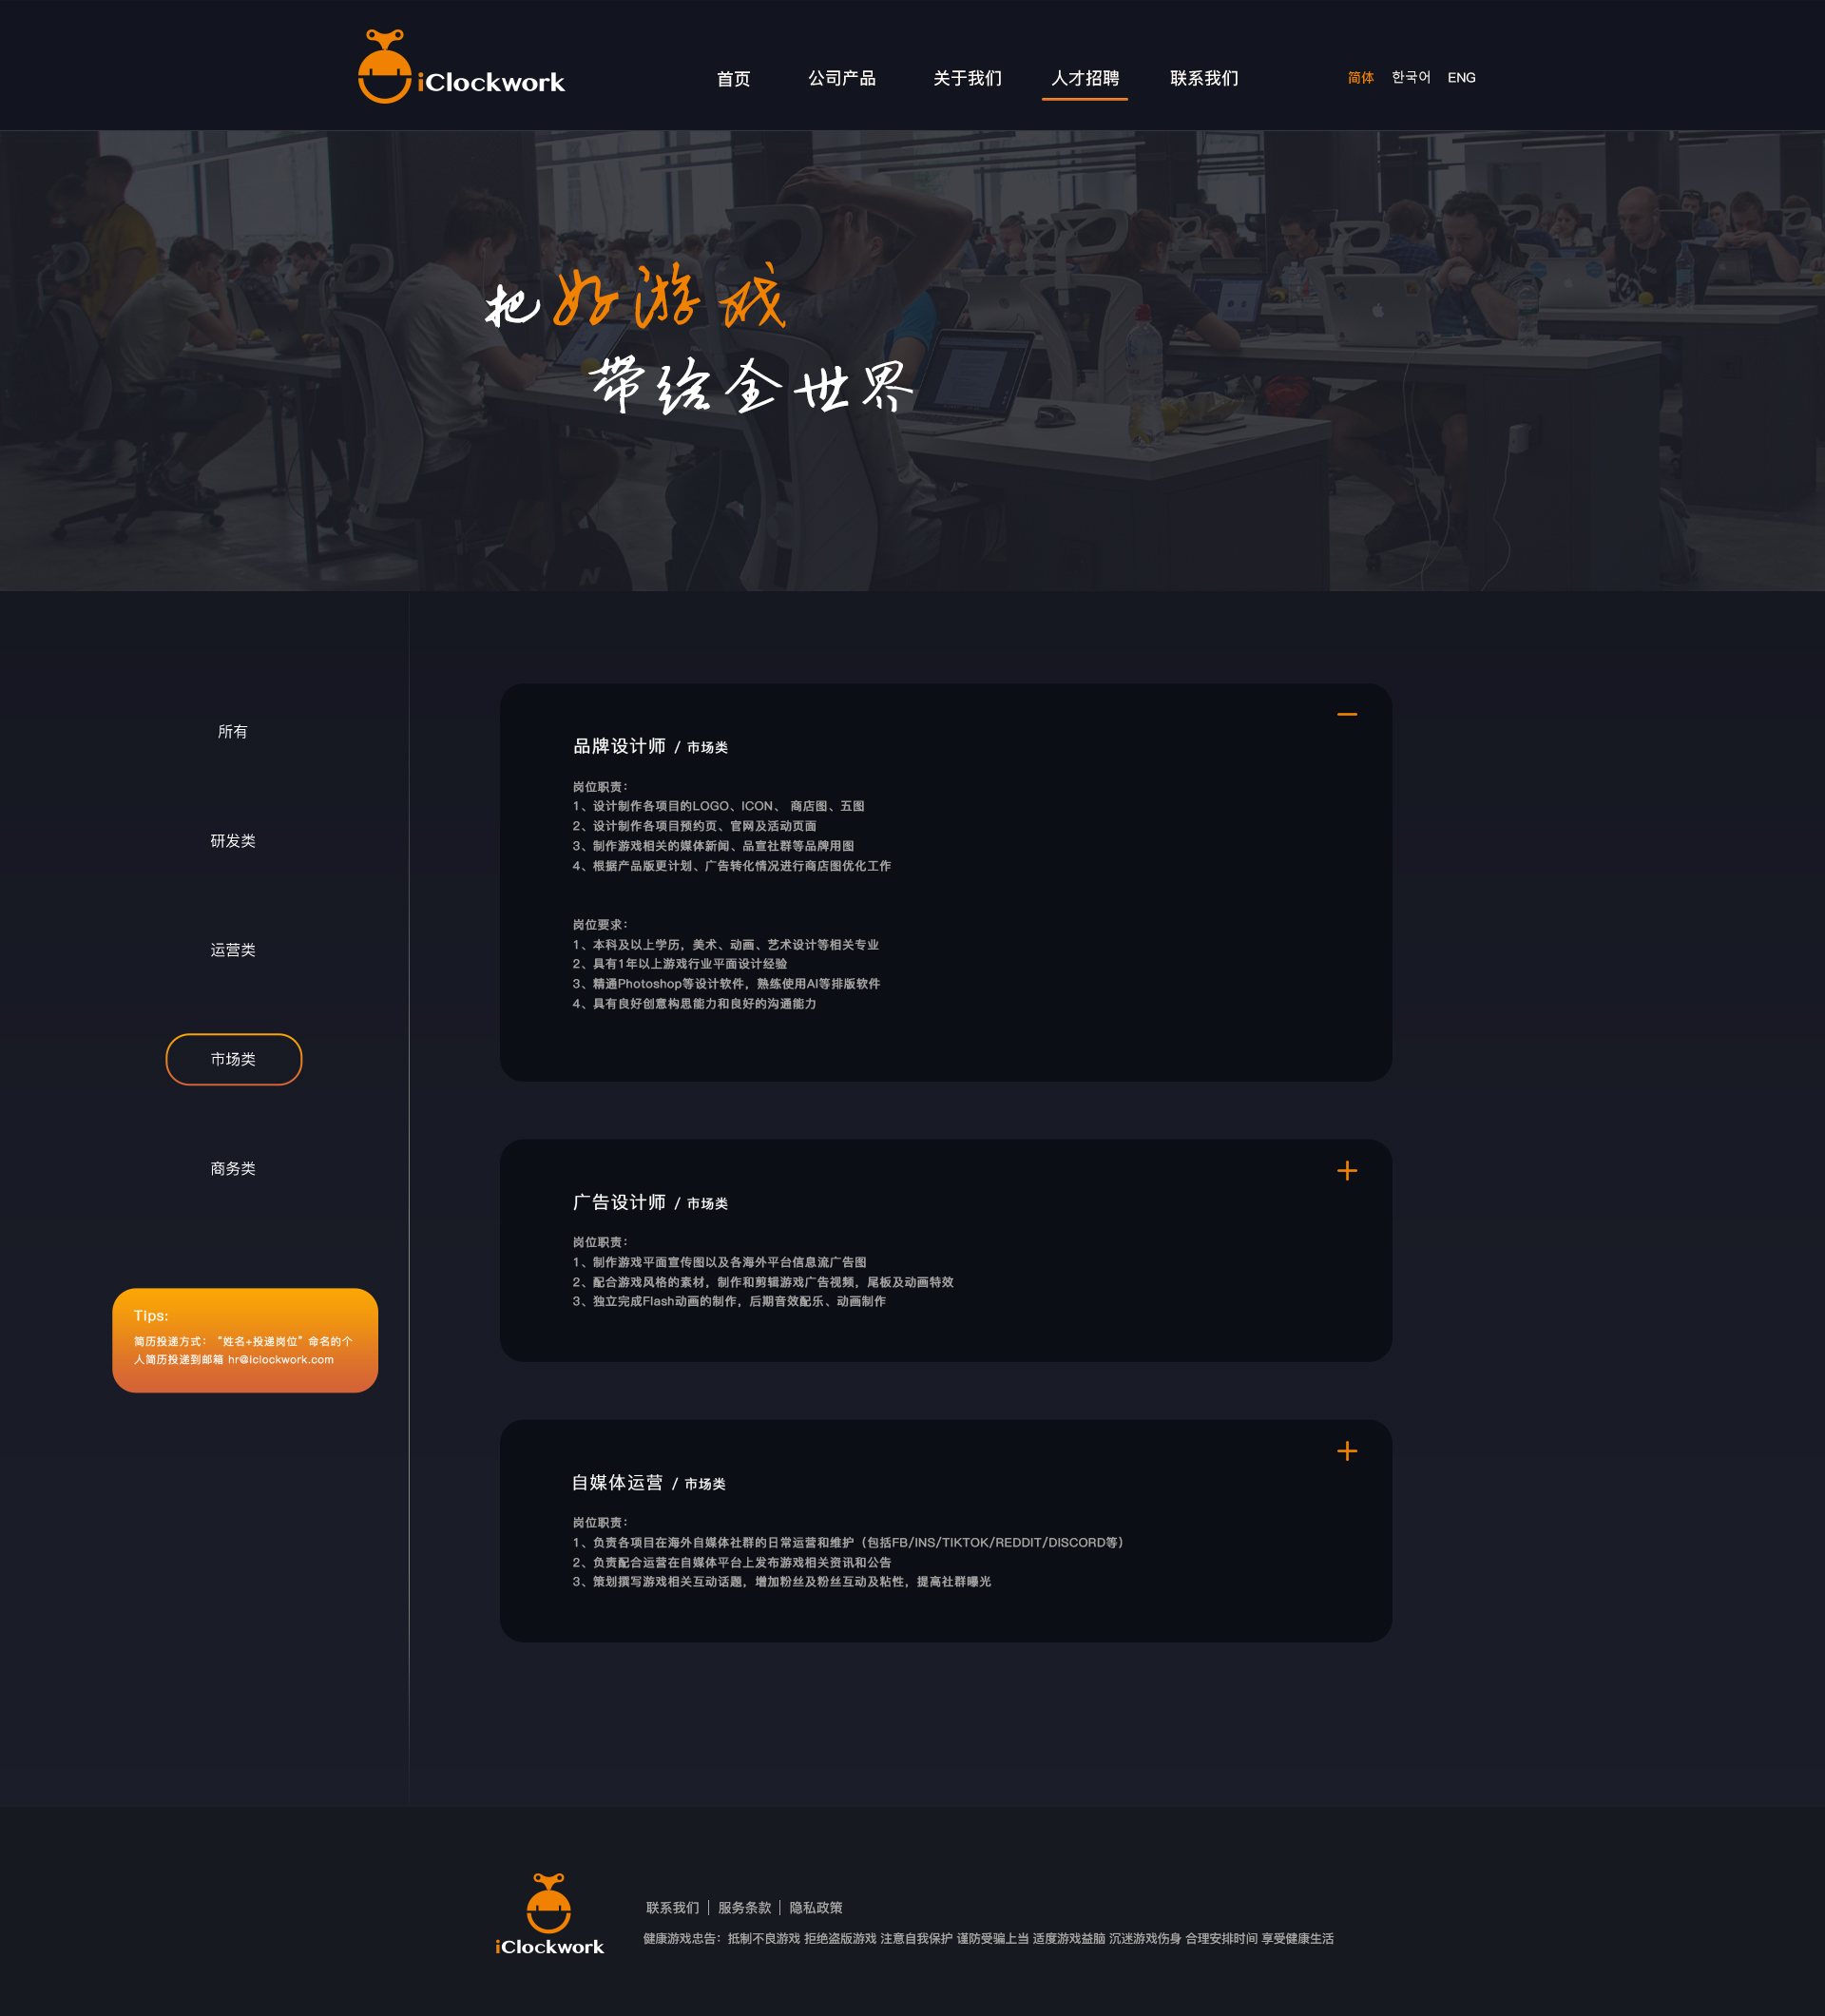 iClockwork
首页 公司产品 关于我们 人才招聘 联系我们 简体 한국어 ENG
把好游戏
带给全世界
所有
研发类
运营类
市场类
商务类
Tips:
简历投递方式：“姓名+投递岗位”命名的个
人简历投递到邮箱 hr@lclockwork.com
品牌设计师 / 市场类
岗位职责：
1、设计制作各项目的LOGO、ICON、 商店图、五图
2、设计制作各项目预约页、官网及活动页面
3、制作游戏相关的媒体新闻、品宣社群等品牌用图
4、根据产品版更计划、广告转化情况进行商店图优化工作
岗位要求：
1、本科及以上学历，美术、动画、艺术设计等相关专业
2、具有1年以上游戏行业平面设计经验
3、精通Photoshop等设计软件，熟练使用AI等排版软件
4、具有良好创意构思能力和良好的沟通能力
广告设计师 / 市场类
岗位职责：
1、制作游戏平面宣传图以及各海外平台信息流广告图
2、配合游戏风格的素材，制作和剪辑游戏广告视频，尾板及动画特效
3、独立完成Flash动画的制作，后期音效配乐、动画制作
自媒体运营 / 市场类
岗位职责：
1、负责各项目在海外自媒体社群的日常运营和维护（包括FB/INS/TIKTOK/REDDIT/DISCORD等）
2、负责配合运营在自媒体平台上发布游戏相关资讯和公告
3、策划撰写游戏相关互动话题，增加粉丝及粉丝互动及粘性，提高社群曝光
iClockwork
联系我们 | 服务条款 | 隐私政策
健康游戏忠告：抵制不良游戏 拒绝盗版游戏 注意自我保护 谨防受骗上当 适度游戏益脑 沉迷游戏伤身 合理安排时间 享受健康生活